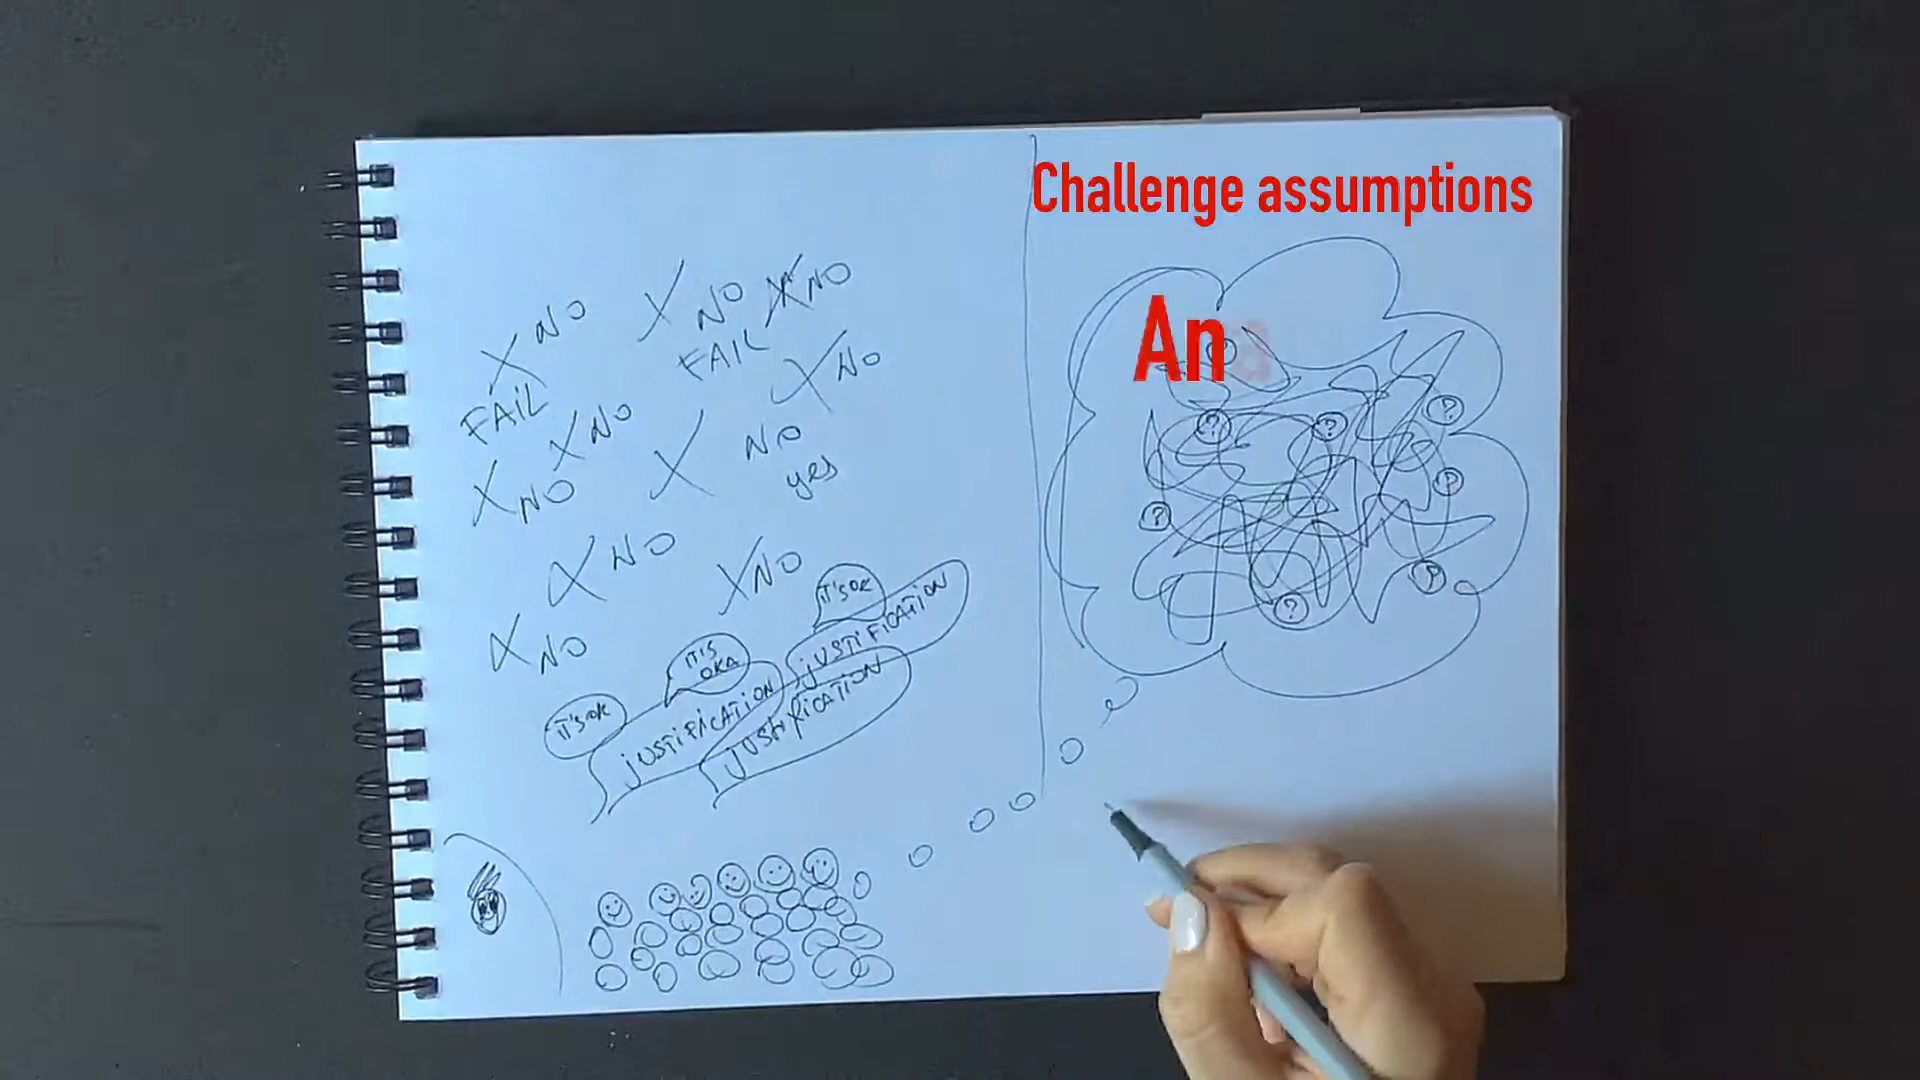 Challenge assumptions
An
X NO
X NO
X NO
FAIL
X NO
FAIL
X NO
X NO
X
NO
yes
X NO
X NO
X NO
IT'S OK
JUSTIFICATION
IT'S
OKA
JUSTIFICATION
IT'S OK
JUSTIFICATION
?
?
?
?
?
?
?
?